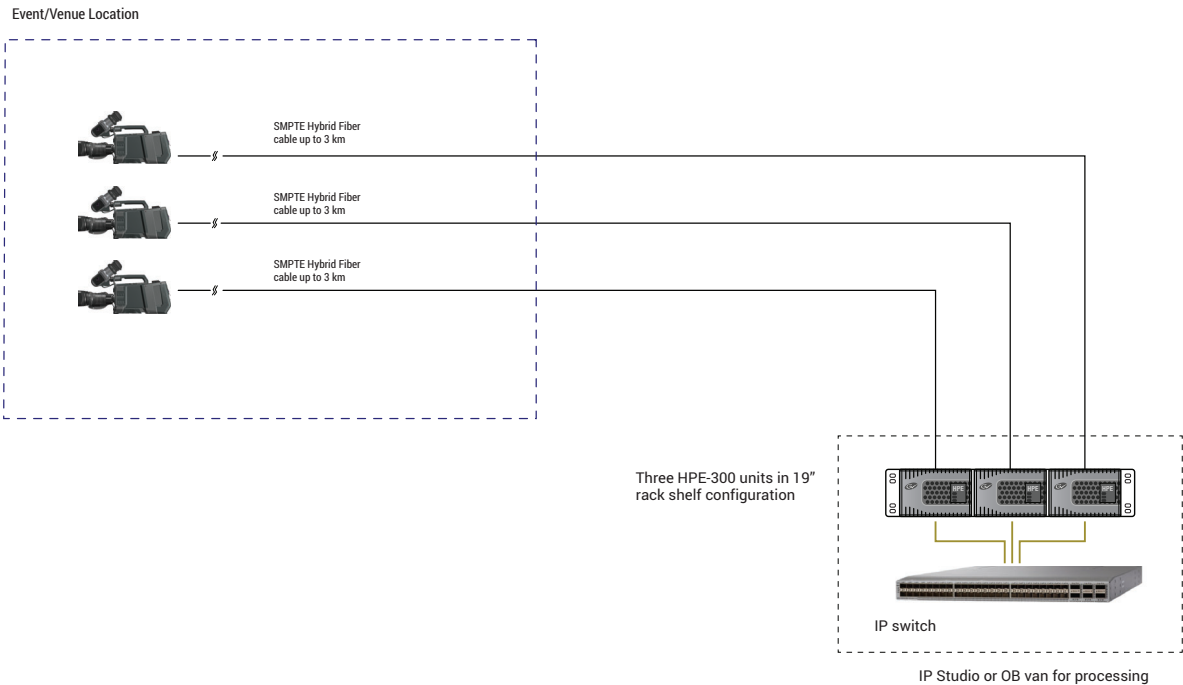 Event/Venue Location
SMPTE Hybrid Fiber
cable up to 3 km
SMPTE Hybrid Fiber
cable up to 3 km
SMPTE Hybrid Fiber
cable up to 3 km
Three HPE-300 units in 19”
rack shelf configuration
HPE
HPE
HPE
IP switch
IP Studio or OB van for processing